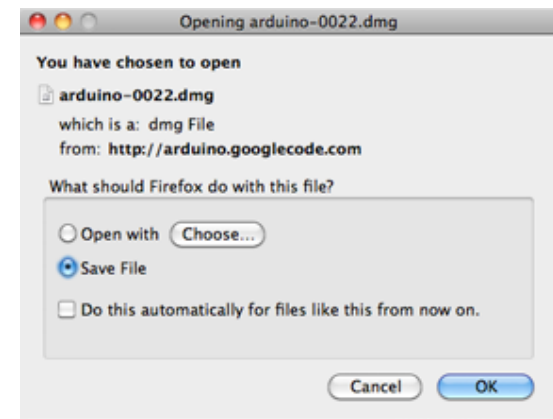 Opening arduino-0022.dmg
You have chosen to open
arduino-0022.dmg
which is a: dmg File
from: http://arduino.googlecode.com
What should Firefox do with this file?
Open with Choose...
Save File
Do this automatically for files like this from now on.
Cancel OK